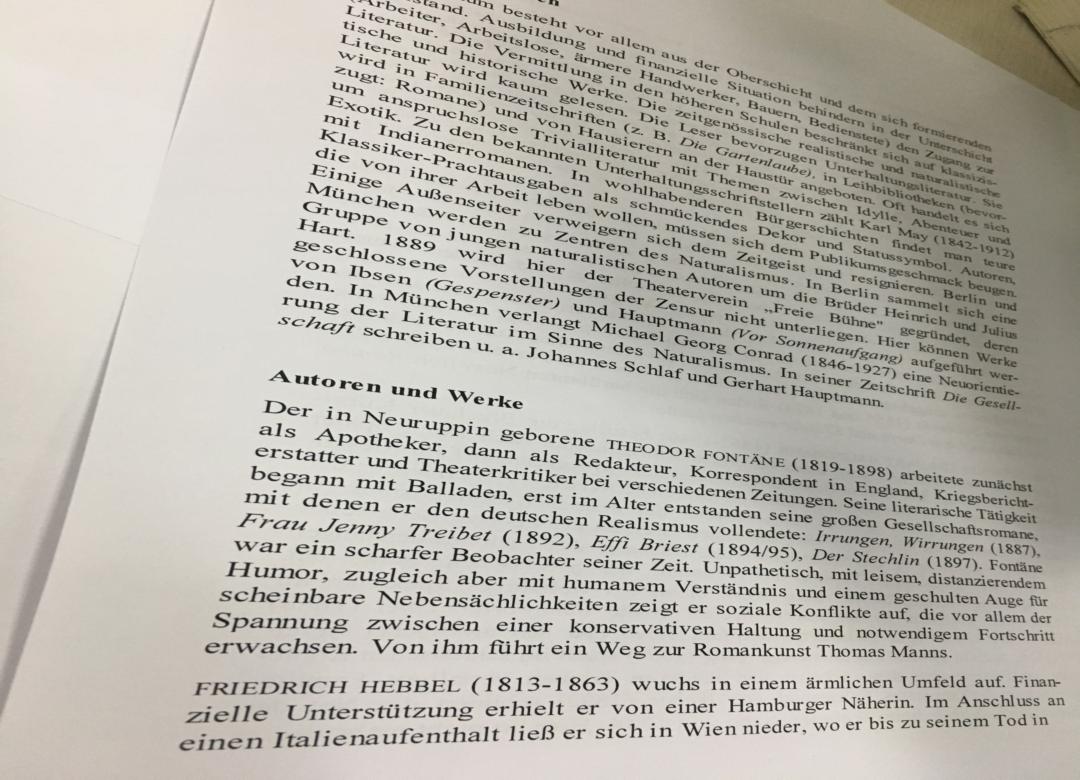 um besteht vor allem aus der Oberschicht und dem sich formierenden
stand. Ausbildung und finanzielle Situation behindern in der Unterschicht
(Arbeiter, Arbeitslose, ärmere Handwerker, Bauern, Bedienstete) den Zugang zur
Literatur. Die Vermittlung in den höheren Schulen beschränkt sich auf klassizis-
tische und historische Werke. Die zeitgenössische realistische und naturalistische
Literatur wird kaum gelesen. Die Leser bevorzugen Unterhaltungsliteratur. Sie
wird in Familienzeitschriften (z. B. Die Gartenlaube), in Leihbibliotheken (bevor-
zugt: Romane) und von Hausierern an der Haustür angeboten. Oft handelt es sich
um anspruchslose Trivialliteratur mit Themen zwischen Idylle, Abenteuer und
Exotik. Zu den bekannten Unterhaltungsschriftstellern zählt Karl May (1842-1912)
mit Indianerromanen. In wohlhabenderen Bürgerschichten findet man teure
Klassiker-Prachtausgaben als schmückendes Dekor und Statussymbol. Autoren,
die von ihrer Arbeit leben wollen, müssen sich dem Publikumsgeschmack beugen.
Einige Außenseiter verweigern sich dem Zeitgeist und resignieren. Berlin und
München werden zu Zentren des Naturalismus. In Berlin sammelt sich eine
Gruppe von jungen naturalistischen Autoren um die Brüder Heinrich und Julius
Hart. 1889 wird hier der Theaterverein „Freie Bühne" gegründet, deren
geschlossene Vorstellungen der Zensur nicht unterliegen. Hier können Werke
von Ibsen (Gespenster) und Hauptmann (Vor Sonnenaufgang) aufgeführt wer-
den. In München verlangt Michael Georg Conrad (1846-1927) eine Neuorientie-
rung der Literatur im Sinne des Naturalismus. In seiner Zeitschrift Die Gesell-
schaft schreiben u. a. Johannes Schlaf und Gerhart Hauptmann.
Autoren und Werke
Der in Neuruppin geborene THEODOR FONTÄNE (1819-1898) arbeitete zunächst
als Apotheker, dann als Redakteur, Korrespondent in England, Kriegsbericht-
erstatter und Theaterkritiker bei verschiedenen Zeitungen. Seine literarische Tätigkeit
begann mit Balladen, erst im Alter entstanden seine großen Gesellschaftsromane,
mit denen er den deutschen Realismus vollendete: Irrungen, Wirrungen (1887),
Frau Jenny Treibet (1892), Effi Briest (1894/95), Der Stechlin (1897). Fontäne
war ein scharfer Beobachter seiner Zeit. Unpathetisch, mit leisem, distanzierendem
Humor, zugleich aber mit humanem Verständnis und einem geschulten Auge für
scheinbare Nebensächlichkeiten zeigt er soziale Konflikte auf, die vor allem der
Spannung zwischen einer konservativen Haltung und notwendigem Fortschritt
erwachsen. Von ihm führt ein Weg zur Romankunst Thomas Manns.
FRIEDRICH HEBBEL (1813-1863) wuchs in einem ärmlichen Umfeld auf. Finan-
zielle Unterstützung erhielt er von einer Hamburger Näherin. Im Anschluss an
einen Italienaufenthalt ließ er sich in Wien nieder, wo er bis zu seinem Tod in